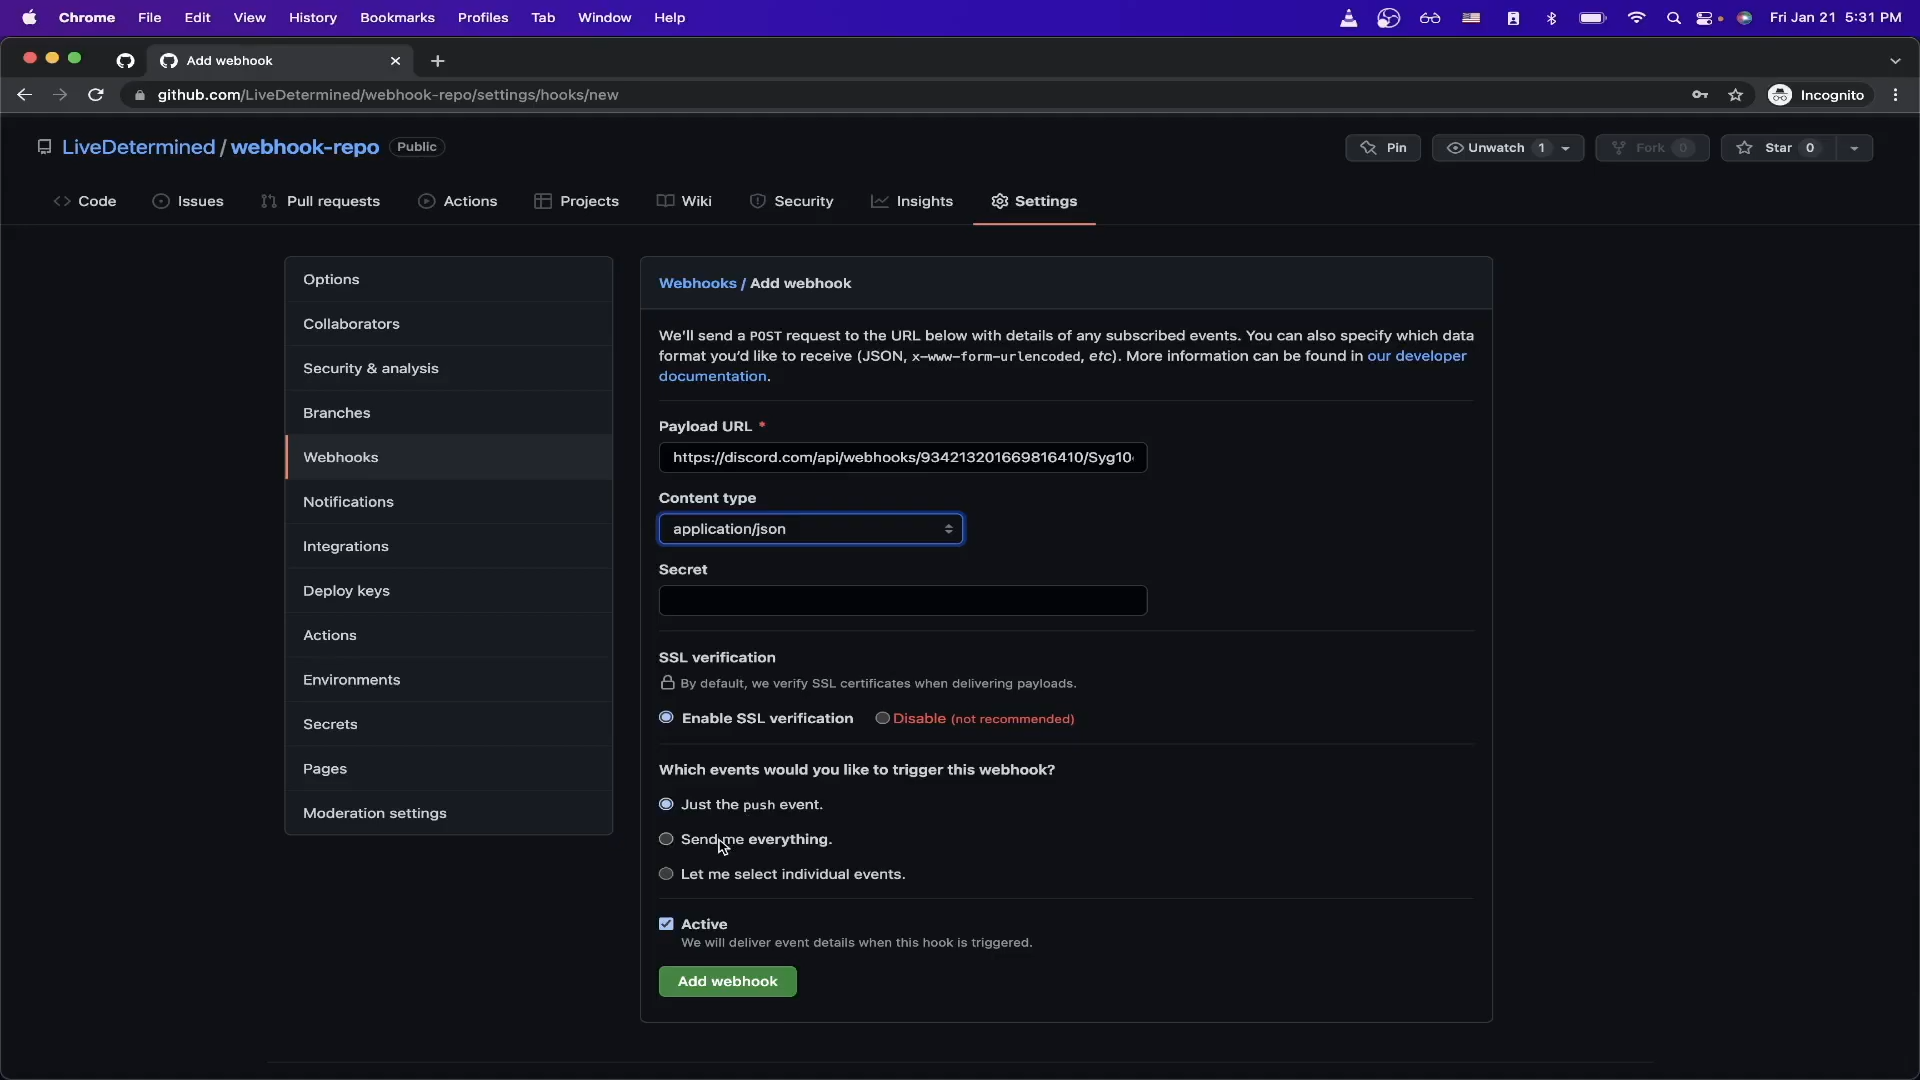 Chrome File Edit View History Bookmarks Profiles Tab Window Help Fri Jan 21 5:31 PM
Add webhook
github.com/LiveDetermined/webhook-repo/settings/hooks/new Incognito
LiveDetermined / webhook-repo Public Pin Unwatch 1 Fork 0 Star 0
Code Issues Pull requests Actions Projects Wiki Security Insights Settings
Options
Collaborators
Security & analysis
Branches
Webhooks
Notifications
Integrations
Deploy keys
Actions
Environments
Secrets
Pages
Moderation settings
Webhooks / Add webhook
We'll send a POST request to the URL below with details of any subscribed events. You can also specify which data
format you'd like to receive (JSON, x-www-form-urlencoded, etc). More information can be found in our developer
documentation.
Payload URL *
https://discord.com/api/webhooks/934213201669816410/Syg10
Content type
application/json
Secret
SSL verification
By default, we verify SSL certificates when delivering payloads.
Enable SSL verification Disable (not recommended)
Which events would you like to trigger this webhook?
Just the push event.
Send me everything.
Let me select individual events.
Active
We will deliver event details when this hook is triggered.
Add webhook